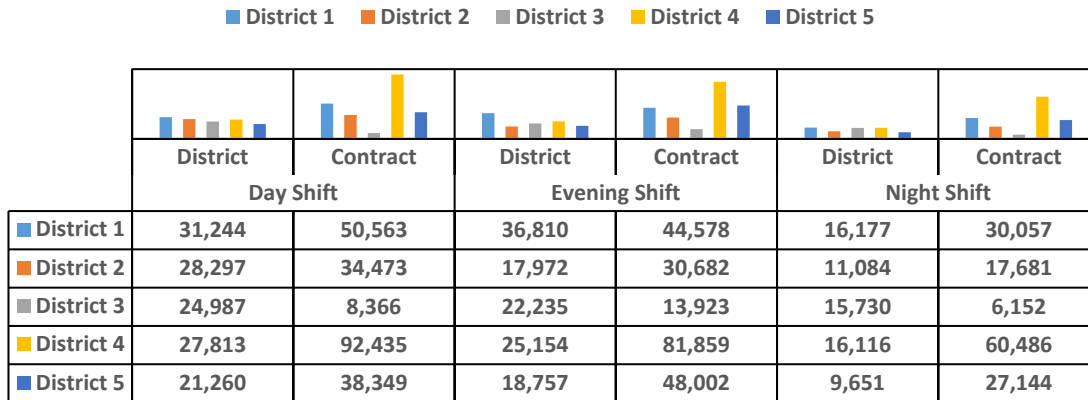 District 1 District 2 District 3 District 4 District 5
District Contract District Contract District Contract
Day Shift Evening Shift Night Shift
District 1 31,244 50,563 36,810 44,578 16,177 30,057
District 2 28,297 34,473 17,972 30,682 11,084 17,681
District 3 24,987 8,366 22,235 13,923 15,730 6,152
District 4 27,813 92,435 25,154 81,859 16,116 60,486
District 5 21,260 38,349 18,757 48,002 9,651 27,144